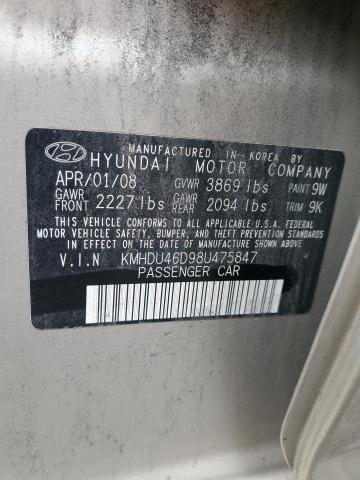 MANUFACTURED IN KOREA BY
HYUNDAI MOTOR COMPANY
APR/01/08 GVWR 3869 lbs PAINT 9W
GAWR FRONT 2227 lbs GAWR REAR 2094 lbs TRIM 9K
THIS VEHICLE CONFORMS TO ALL APPLICABLE U.S.A. FEDERAL
MOTOR VEHICLE SAFETY, BUMPER, AND THEFT PREVENTION STANDARDS
IN EFFECT ON THE DATE OF MANUFACTURE SHOWN ABOVE.
V.I.N KMHDU46D98U475847
PASSENGER CAR